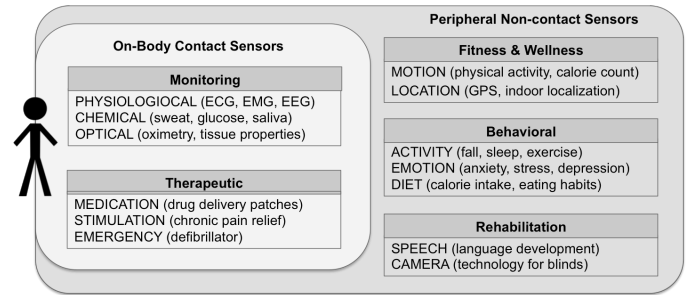 Peripheral Non-contact Sensors
On-Body Contact Sensors
Monitoring
PHYSIOLOGIOCAL (ECG, EMG, EEG)
CHEMICAL (sweat, glucose, saliva)
OPTICAL (oximetry, tissue properties)
Therapeutic
MEDICATION (drug delivery patches)
STIMULATION (chronic pain relief)
EMERGENCY (defibrillator)
Fitness & Wellness
MOTION (physical activity, calorie count)
LOCATION (GPS, indoor localization)
Behavioral
ACTIVITY (fall, sleep, exercise)
EMOTION (anxiety, stress, depression)
DIET (calorie intake, eating habits)
Rehabilitation
SPEECH (language development)
CAMERA (technology for blinds)